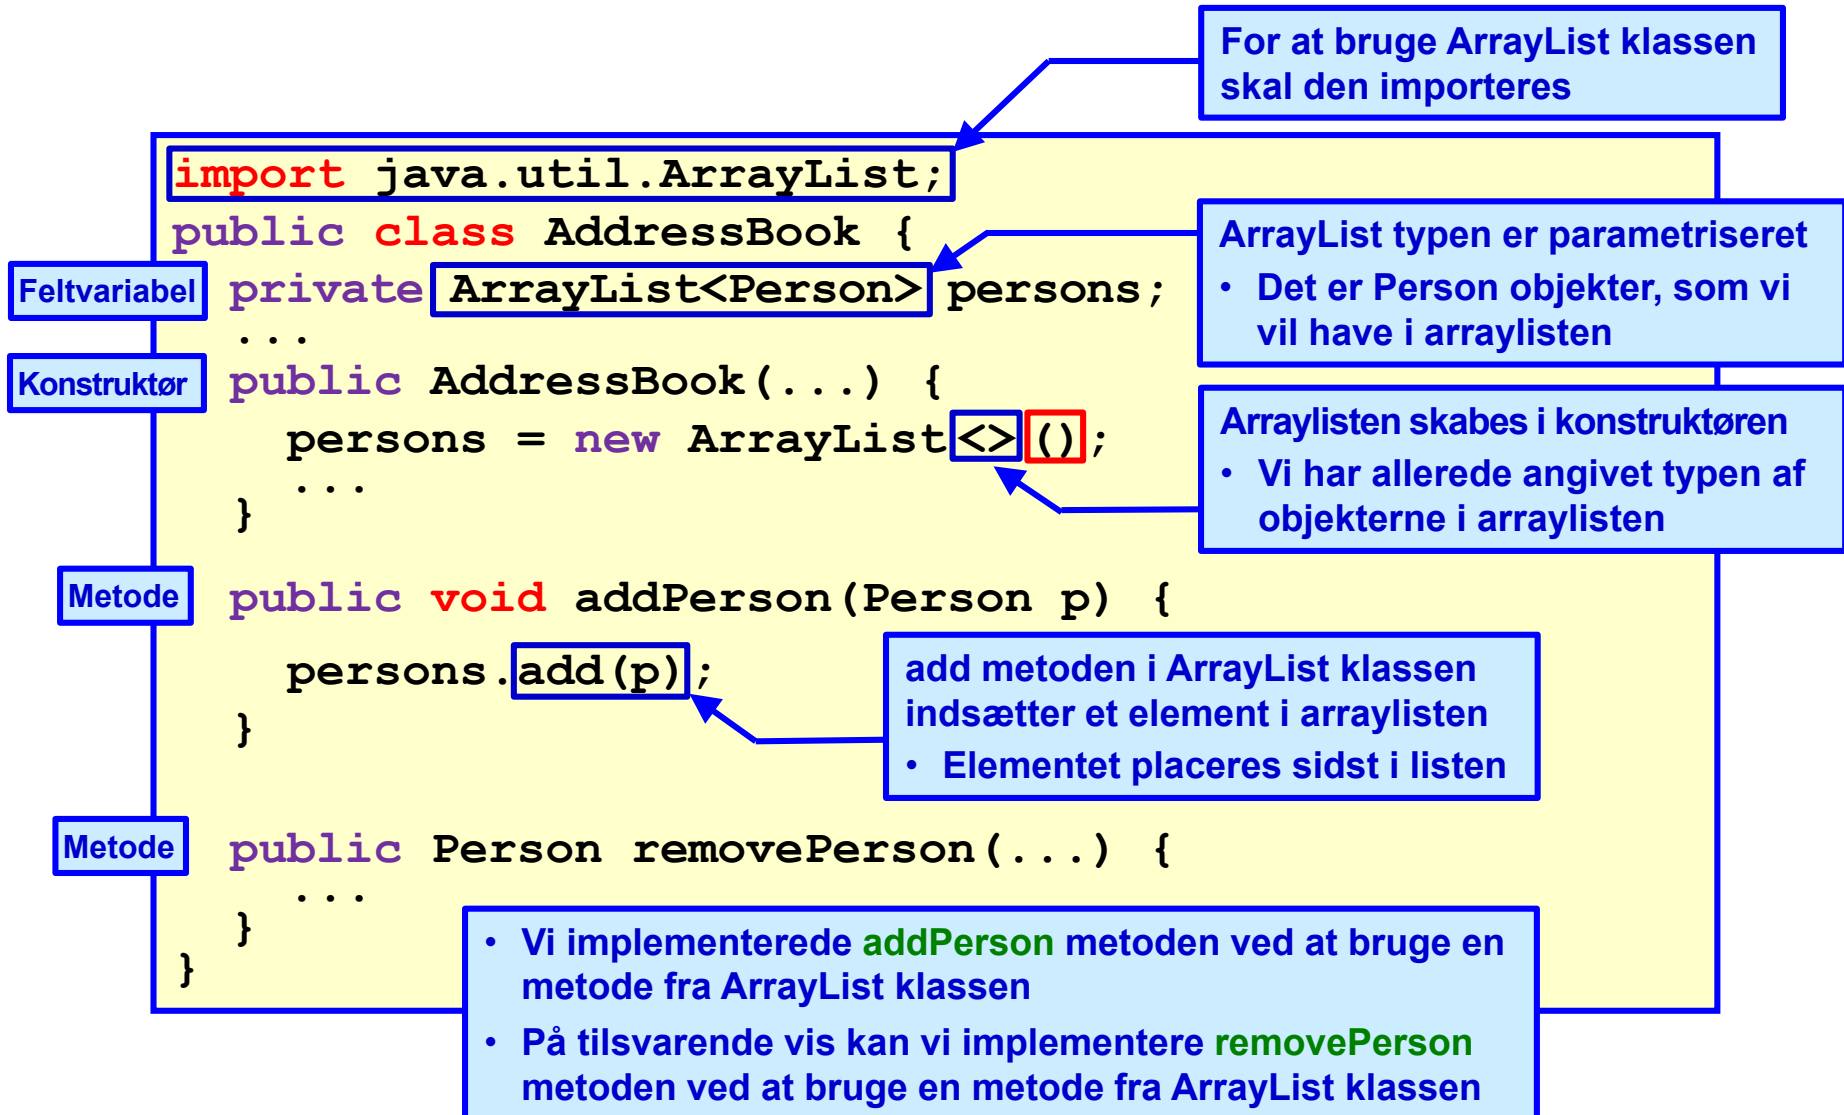 For at bruge ArrayList klassen
skal den importeres
import java.util.ArrayList;
public class AddressBook {
Feltvariabel
private ArrayList<Person> persons;
...
ArrayList typen er parametriseret
• Det er Person objekter, som vi
vil have i arraylisten
Konstruktør
public AddressBook(...) {
persons = new ArrayList<>();
...
}
Arraylisten skabes i konstruktøren
• Vi har allerede angivet typen af
objekterne i arraylisten
Metode
public void addPerson(Person p) {
persons.add(p);
}
add metoden i ArrayList klassen
indsætter et element i arraylisten
• Elementet placeres sidst i listen
Metode
public Person removePerson(...) {
...
}
}
• Vi implementerede addPerson metoden ved at bruge en
metode fra ArrayList klassen
• På tilsvarende vis kan vi implementere removePerson
metoden ved at bruge en metode fra ArrayList klassen